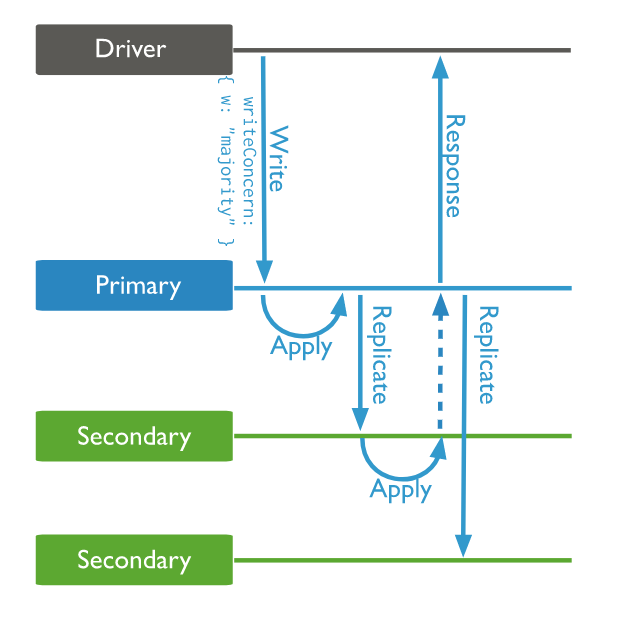 Driver
Write
writeConcern:
{ w: "majority" }
Response
Primary
Apply
Replicate
Replicate
Secondary
Apply
Secondary